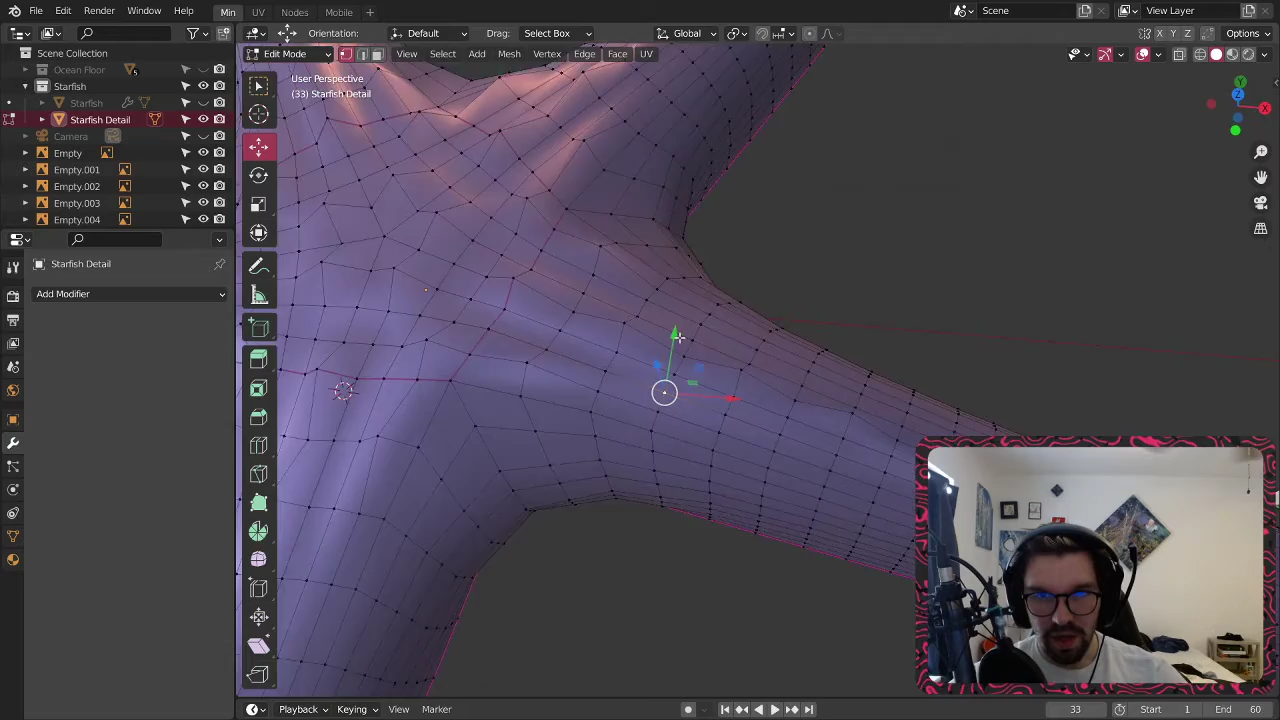 File Edit Render Window Help Min UV Nodes Mobile Scene View Layer
Orientation: Default Drag: Select Box Global X Y Z Options
Scene Collection Edit Mode View Select Add Mesh Vertex Edge Face UV
Ocean Floor 5
Starfish User Perspective
Starfish (33) Starfish Detail Y
Starfish Detail Z X
Camera
Empty
Empty.001
Empty.002
Empty.003
Empty.004
Starfish Detail
Add Modifier
Playback Keying View Marker 33 Start 1 End 60